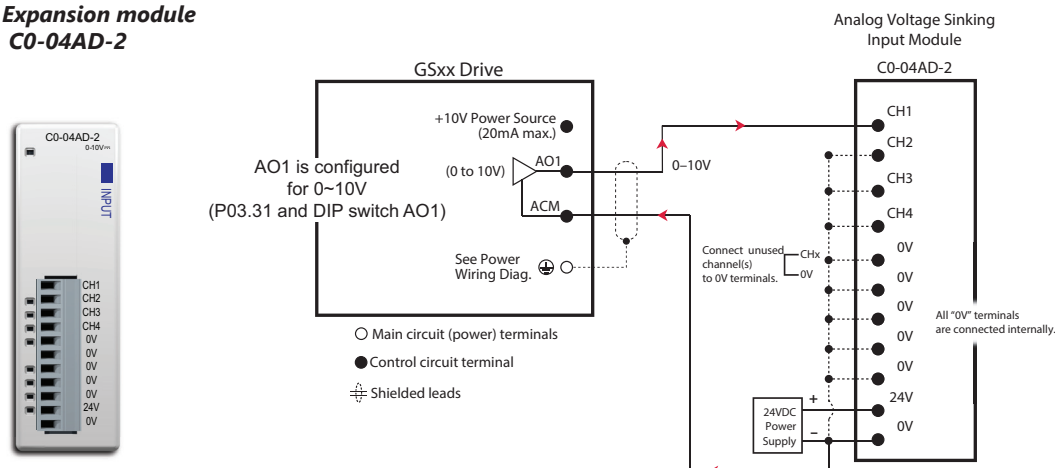 Expansion module
C0-04AD-2
C0-04AD-2
0-10V
INPUT
CH1
CH2
CH3
CH4
0V
0V
0V
0V
0V
24V
0V
GSxx Drive
+10V Power Source
(20mA max.)
AO1 is configured
for 0~10V
(P03.31 and DIP switch AO1)
(0 to 10V)
AO1
ACM
See Power
Wiring Diag.
0–10V
Main circuit (power) terminals
Control circuit terminal
Shielded leads
Analog Voltage Sinking
Input Module
C0-04AD-2
CH1
CH2
CH3
CH4
0V
0V
0V
0V
0V
24V
0V
Connect unused
channel(s)
to 0V terminals.
CHx
0V
All "0V" terminals
are connected internally.
24VDC
Power
Supply
+
–